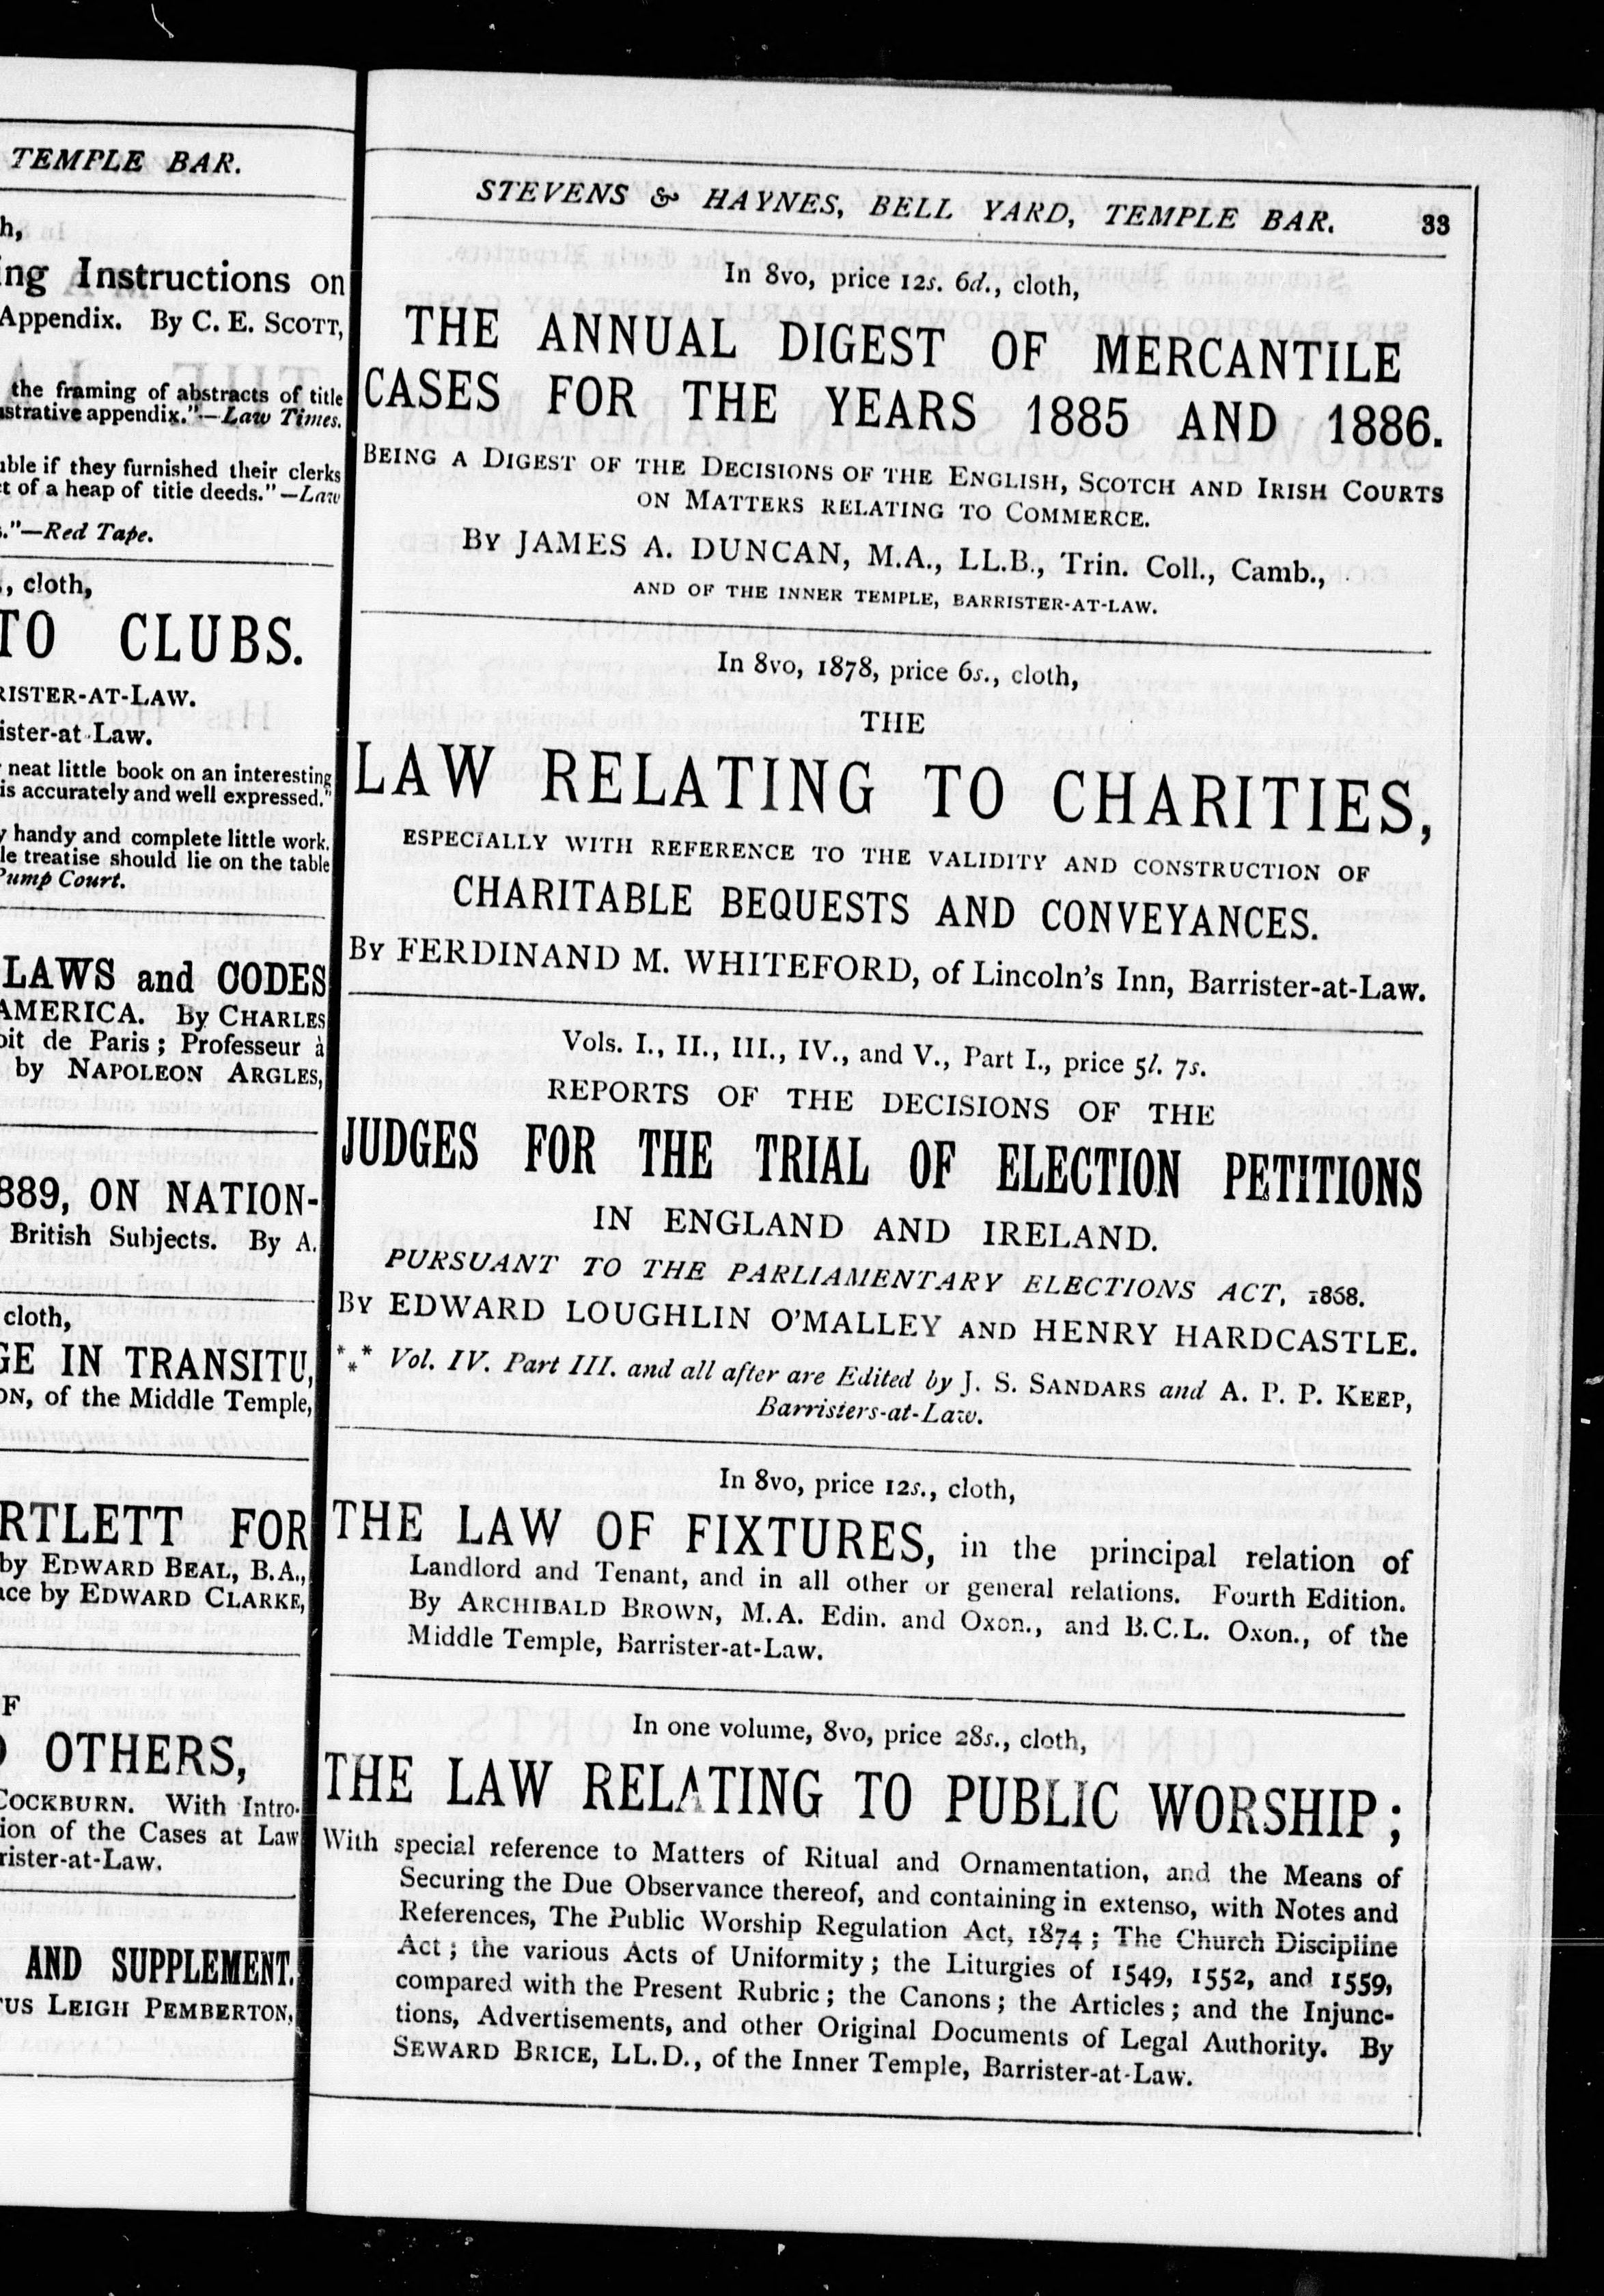 TEMPLE BAR.
h,
ing Instructions on
Appendix. By C. E. SCOTT,
the framing of abstracts of title
strative appendix."—Law Times.
ble if they furnished their clerks
t of a heap of title deeds."—Law
."—Red Tape.
, cloth,
TO CLUBS.
RISTER-AT-LAW.
ister-at-Law.
neat little book on an interesting
is accurately and well expressed."
y handy and complete little work.
le treatise should lie on the table
Pump Court.
LAWS and CODES
AMERICA. By CHARLES
oit de Paris; Professeur à
by NAPOLEON ARGLES,
889, ON NATION-
British Subjects. By A.
cloth,
GE IN TRANSITU,
ON, of the Middle Temple,
RTLETT FOR
by EDWARD BEAL, B.A.,
ace by EDWARD CLARKE,
F
OTHERS,
COCKBURN. With Intro-
ion of the Cases at Law
rister-at-Law.
AND SUPPLEMENT.
TUS LEIGH PEMBERTON,
STEVENS & HAYNES, BELL YARD, TEMPLE BAR. 33
In 8vo, price 12s. 6d., cloth,
THE ANNUAL DIGEST OF MERCANTILE
CASES FOR THE YEARS 1885 AND 1886.
BEING A DIGEST OF THE DECISIONS OF THE ENGLISH, SCOTCH AND IRISH COURTS
ON MATTERS RELATING TO COMMERCE.
By JAMES A. DUNCAN, M.A., LL.B., Trin. Coll., Camb.,
AND OF THE INNER TEMPLE, BARRISTER-AT-LAW.
In 8vo, 1878, price 6s., cloth,
THE
LAW RELATING TO CHARITIES,
ESPECIALLY WITH REFERENCE TO THE VALIDITY AND CONSTRUCTION OF
CHARITABLE BEQUESTS AND CONVEYANCES.
By FERDINAND M. WHITEFORD, of Lincoln's Inn, Barrister-at-Law.
Vols. I., II., III., IV., and V., Part I., price 5l. 7s.
REPORTS OF THE DECISIONS OF THE
JUDGES FOR THE TRIAL OF ELECTION PETITIONS
IN ENGLAND AND IRELAND.
PURSUANT TO THE PARLIAMENTARY ELECTIONS ACT, 1868.
By EDWARD LOUGHLIN O'MALLEY AND HENRY HARDCASTLE.
*** Vol. IV. Part III. and all after are Edited by J. S. SANDARS and A. P. P. KEEP,
Barristers-at-Law.
In 8vo, price 12s., cloth,
THE LAW OF FIXTURES, in the principal relation of
Landlord and Tenant, and in all other or general relations. Fourth Edition.
By ARCHIBALD BROWN, M.A. Edin. and Oxon., and B.C.L. Oxon., of the
Middle Temple, Barrister-at-Law.
In one volume, 8vo, price 28s., cloth,
THE LAW RELATING TO PUBLIC WORSHIP;
With special reference to Matters of Ritual and Ornamentation, and the Means of
Securing the Due Observance thereof, and containing in extenso, with Notes and
References, The Public Worship Regulation Act, 1874; The Church Discipline
Act; the various Acts of Uniformity; the Liturgies of 1549, 1552, and 1559,
compared with the Present Rubric; the Canons; the Articles; and the Injunc-
tions, Advertisements, and other Original Documents of Legal Authority. By
SEWARD BRICE, LL.D., of the Inner Temple, Barrister-at-Law.